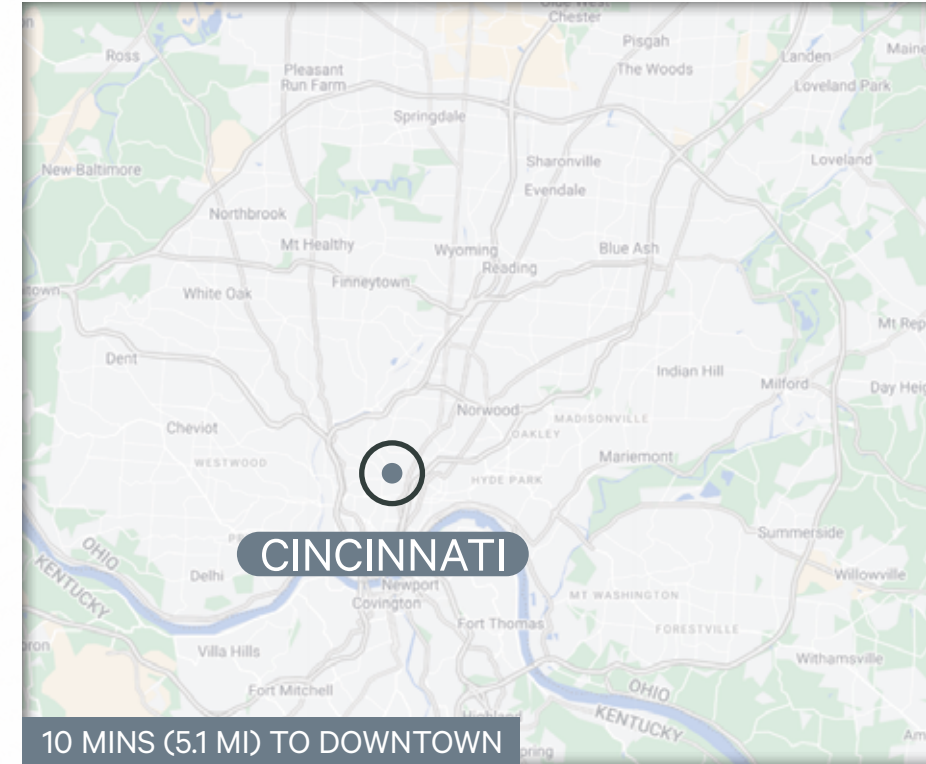 Chester
Pisgah
Ross
Landen
Maine
Pleasant
Run Farm
The Woods
Loveland Park
Springdale
Sharonville
Loveland
New Baltimore
Evendale
Northbrook
Mt Healthy
Wyoming
Blue Ash
Reading
Finneytown
town
White Oak
Mt Rep
Dent
Indian Hill
Milford
Day Heig
Norwood
MADISONVILLE
Cheviot
OAKLEY
Mariemont
WESTWOOD
HYDE PARK
Summerside
CINCINNATI
OHIO
KENTUCKY
Delhi
Newport
Willowville
Covington
MT WASHINGTON
Fort Thomas
FORESTVILLE
Villa Hills
Withamsville
Fort Mitchell
OHIO
KENTUCKY
Am
10 MINS (5.1 MI) TO DOWNTOWN
pring